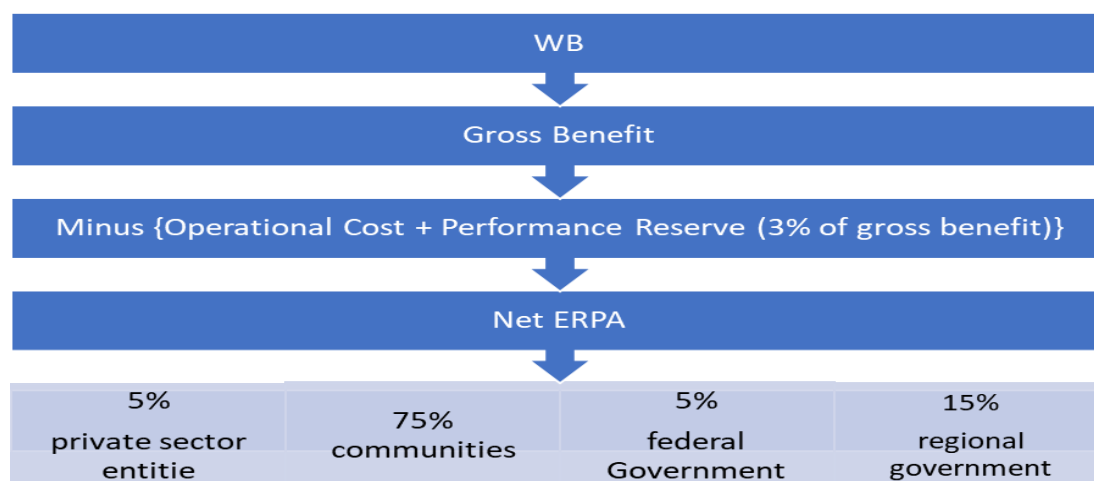 WB
Gross Benefit
Minus {Operational Cost + Performance Reserve (3% of gross benefit)}
Net ERPA
5%
private sector
entitie
75%
communities
5%
federal
Government
15%
regional
government